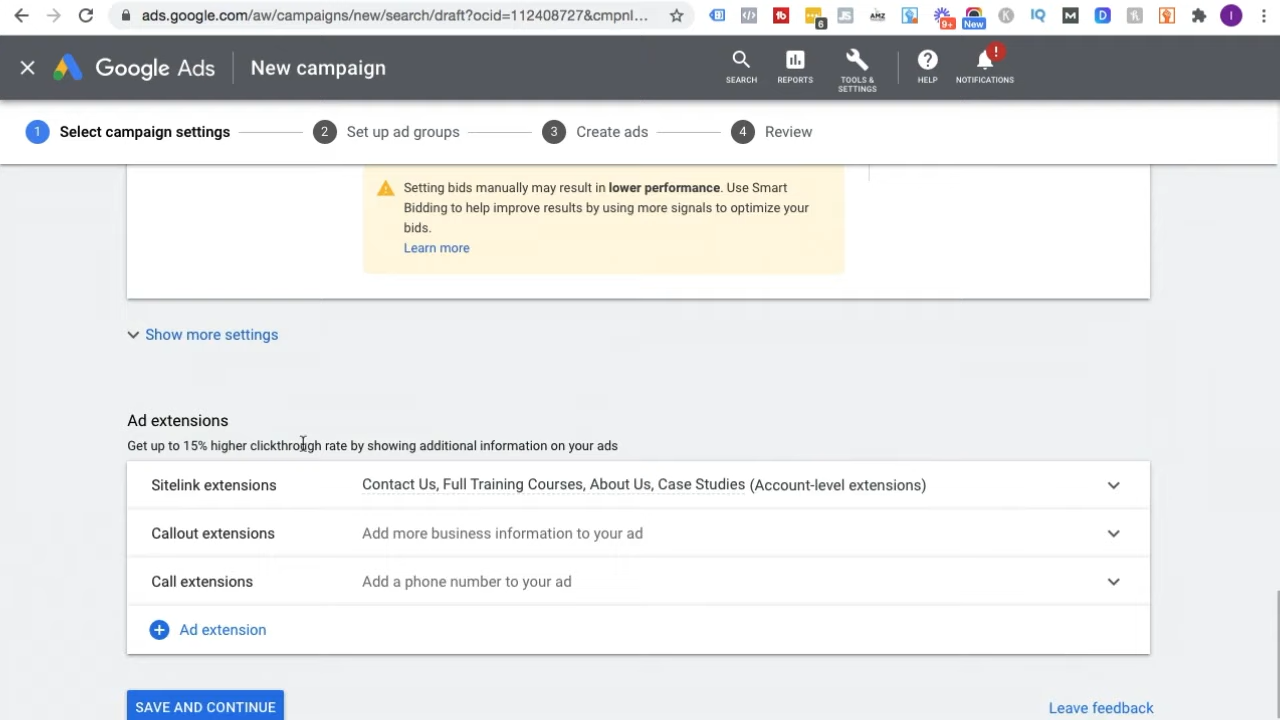 ads.google.com/aw/campaigns/new/search/draft?ocid=112408727&cmpnl...
6
JS
AMZ
9+
New
K
IQ
M
D
I
Google Ads
New campaign
SEARCH
REPORTS
TOOLS &
SETTINGS
HELP
!
NOTIFICATIONS
1 Select campaign settings
2 Set up ad groups
3 Create ads
4 Review
Setting bids manually may result in lower performance. Use Smart
Bidding to help improve results by using more signals to optimize your
bids.
Learn more
Show more settings
Ad extensions
Get up to 15% higher clickthrough rate by showing additional information on your ads
Sitelink extensions Contact Us, Full Training Courses, About Us, Case Studies (Account-level extensions)
Callout extensions Add more business information to your ad
Call extensions Add a phone number to your ad
Ad extension
SAVE AND CONTINUE
Leave feedback